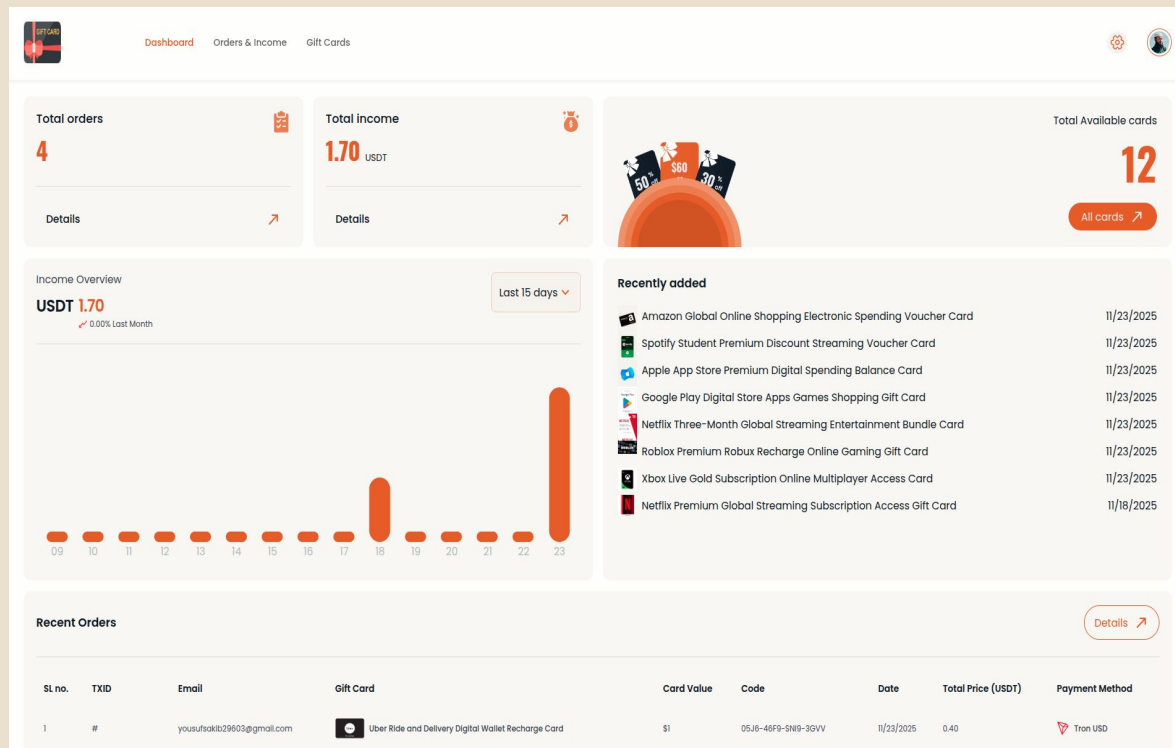 GIFT CARD
Dashboard Orders & Income Gift Cards
Total orders
4
Details
Total income
1.70 USDT
Details
50 % off
$60
30 % off
Total Available cards
12
All cards
Income Overview
USDT 1.70
0.00% Last Month
Last 15 days
09 10 11 12 13 14 15 16 17 18 19 20 21 22 23
Recently added
Amazon Global Online Shopping Electronic Spending Voucher Card 11/23/2025
Spotify Student Premium Discount Streaming Voucher Card 11/23/2025
Apple App Store Premium Digital Spending Balance Card 11/23/2025
Google Play Digital Store Apps Games Shopping Gift Card 11/23/2025
Netflix Three-Month Global Streaming Entertainment Bundle Card 11/23/2025
Roblox Premium Robux Recharge Online Gaming Gift Card 11/23/2025
Xbox Live Gold Subscription Online Multiplayer Access Card 11/23/2025
Netflix Premium Global Streaming Subscription Access Gift Card 11/18/2025
Recent Orders
Details
SL no. TXID Email Gift Card Card Value Code Date Total Price (USDT) Payment Method
1 # yousufsakib29603@gmail.com Uber Ride and Delivery Digital Wallet Recharge Card $1 05J6-46F9-SNI9-3GVV 11/23/2025 0.40 Tron USD